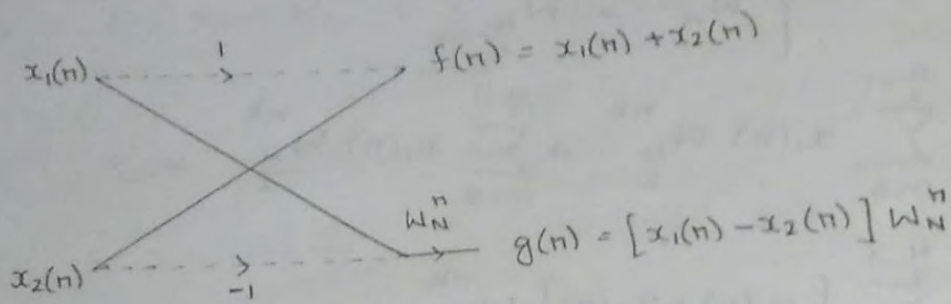 1
x₁(n)
f(n) = x₁(n) + x₂(n)
W_N^n
g(n) = [x₁(n) - x₂(n)] W_N^n
x₂(n)
-1